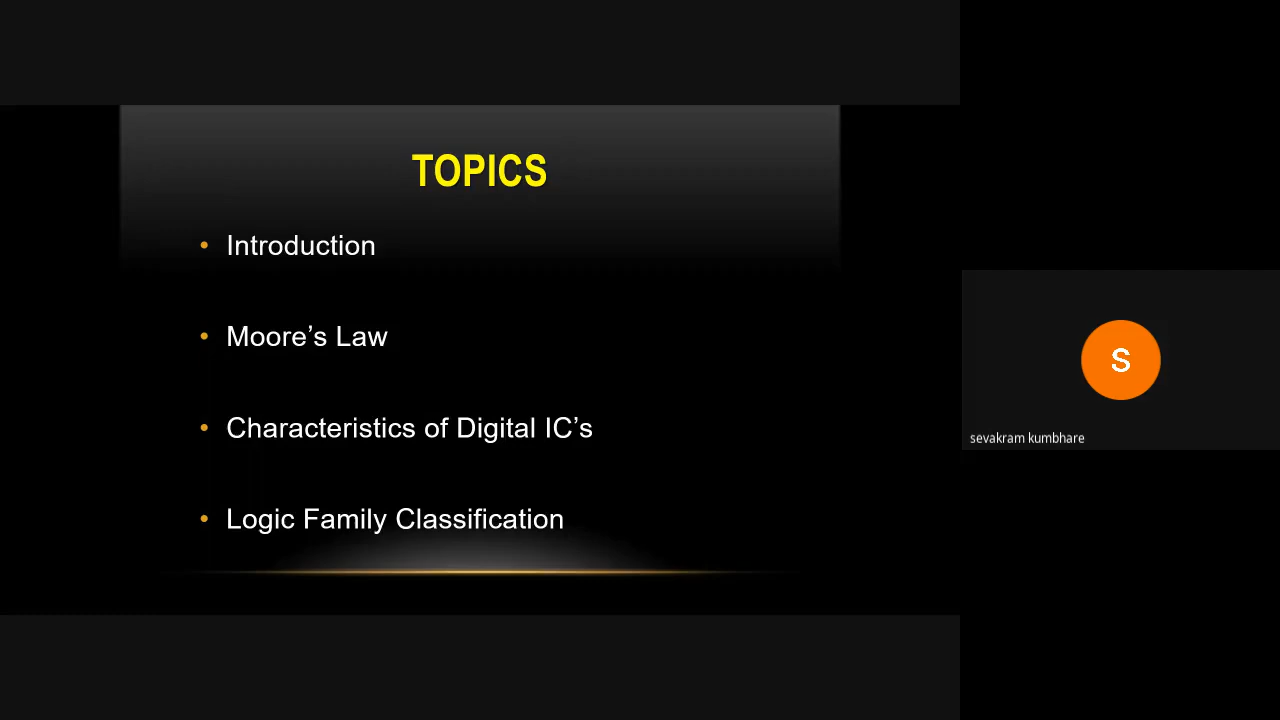 TOPICS
• Introduction
• Moore’s Law
• Characteristics of Digital IC’s
• Logic Family Classification
S
sevakram kumbhare